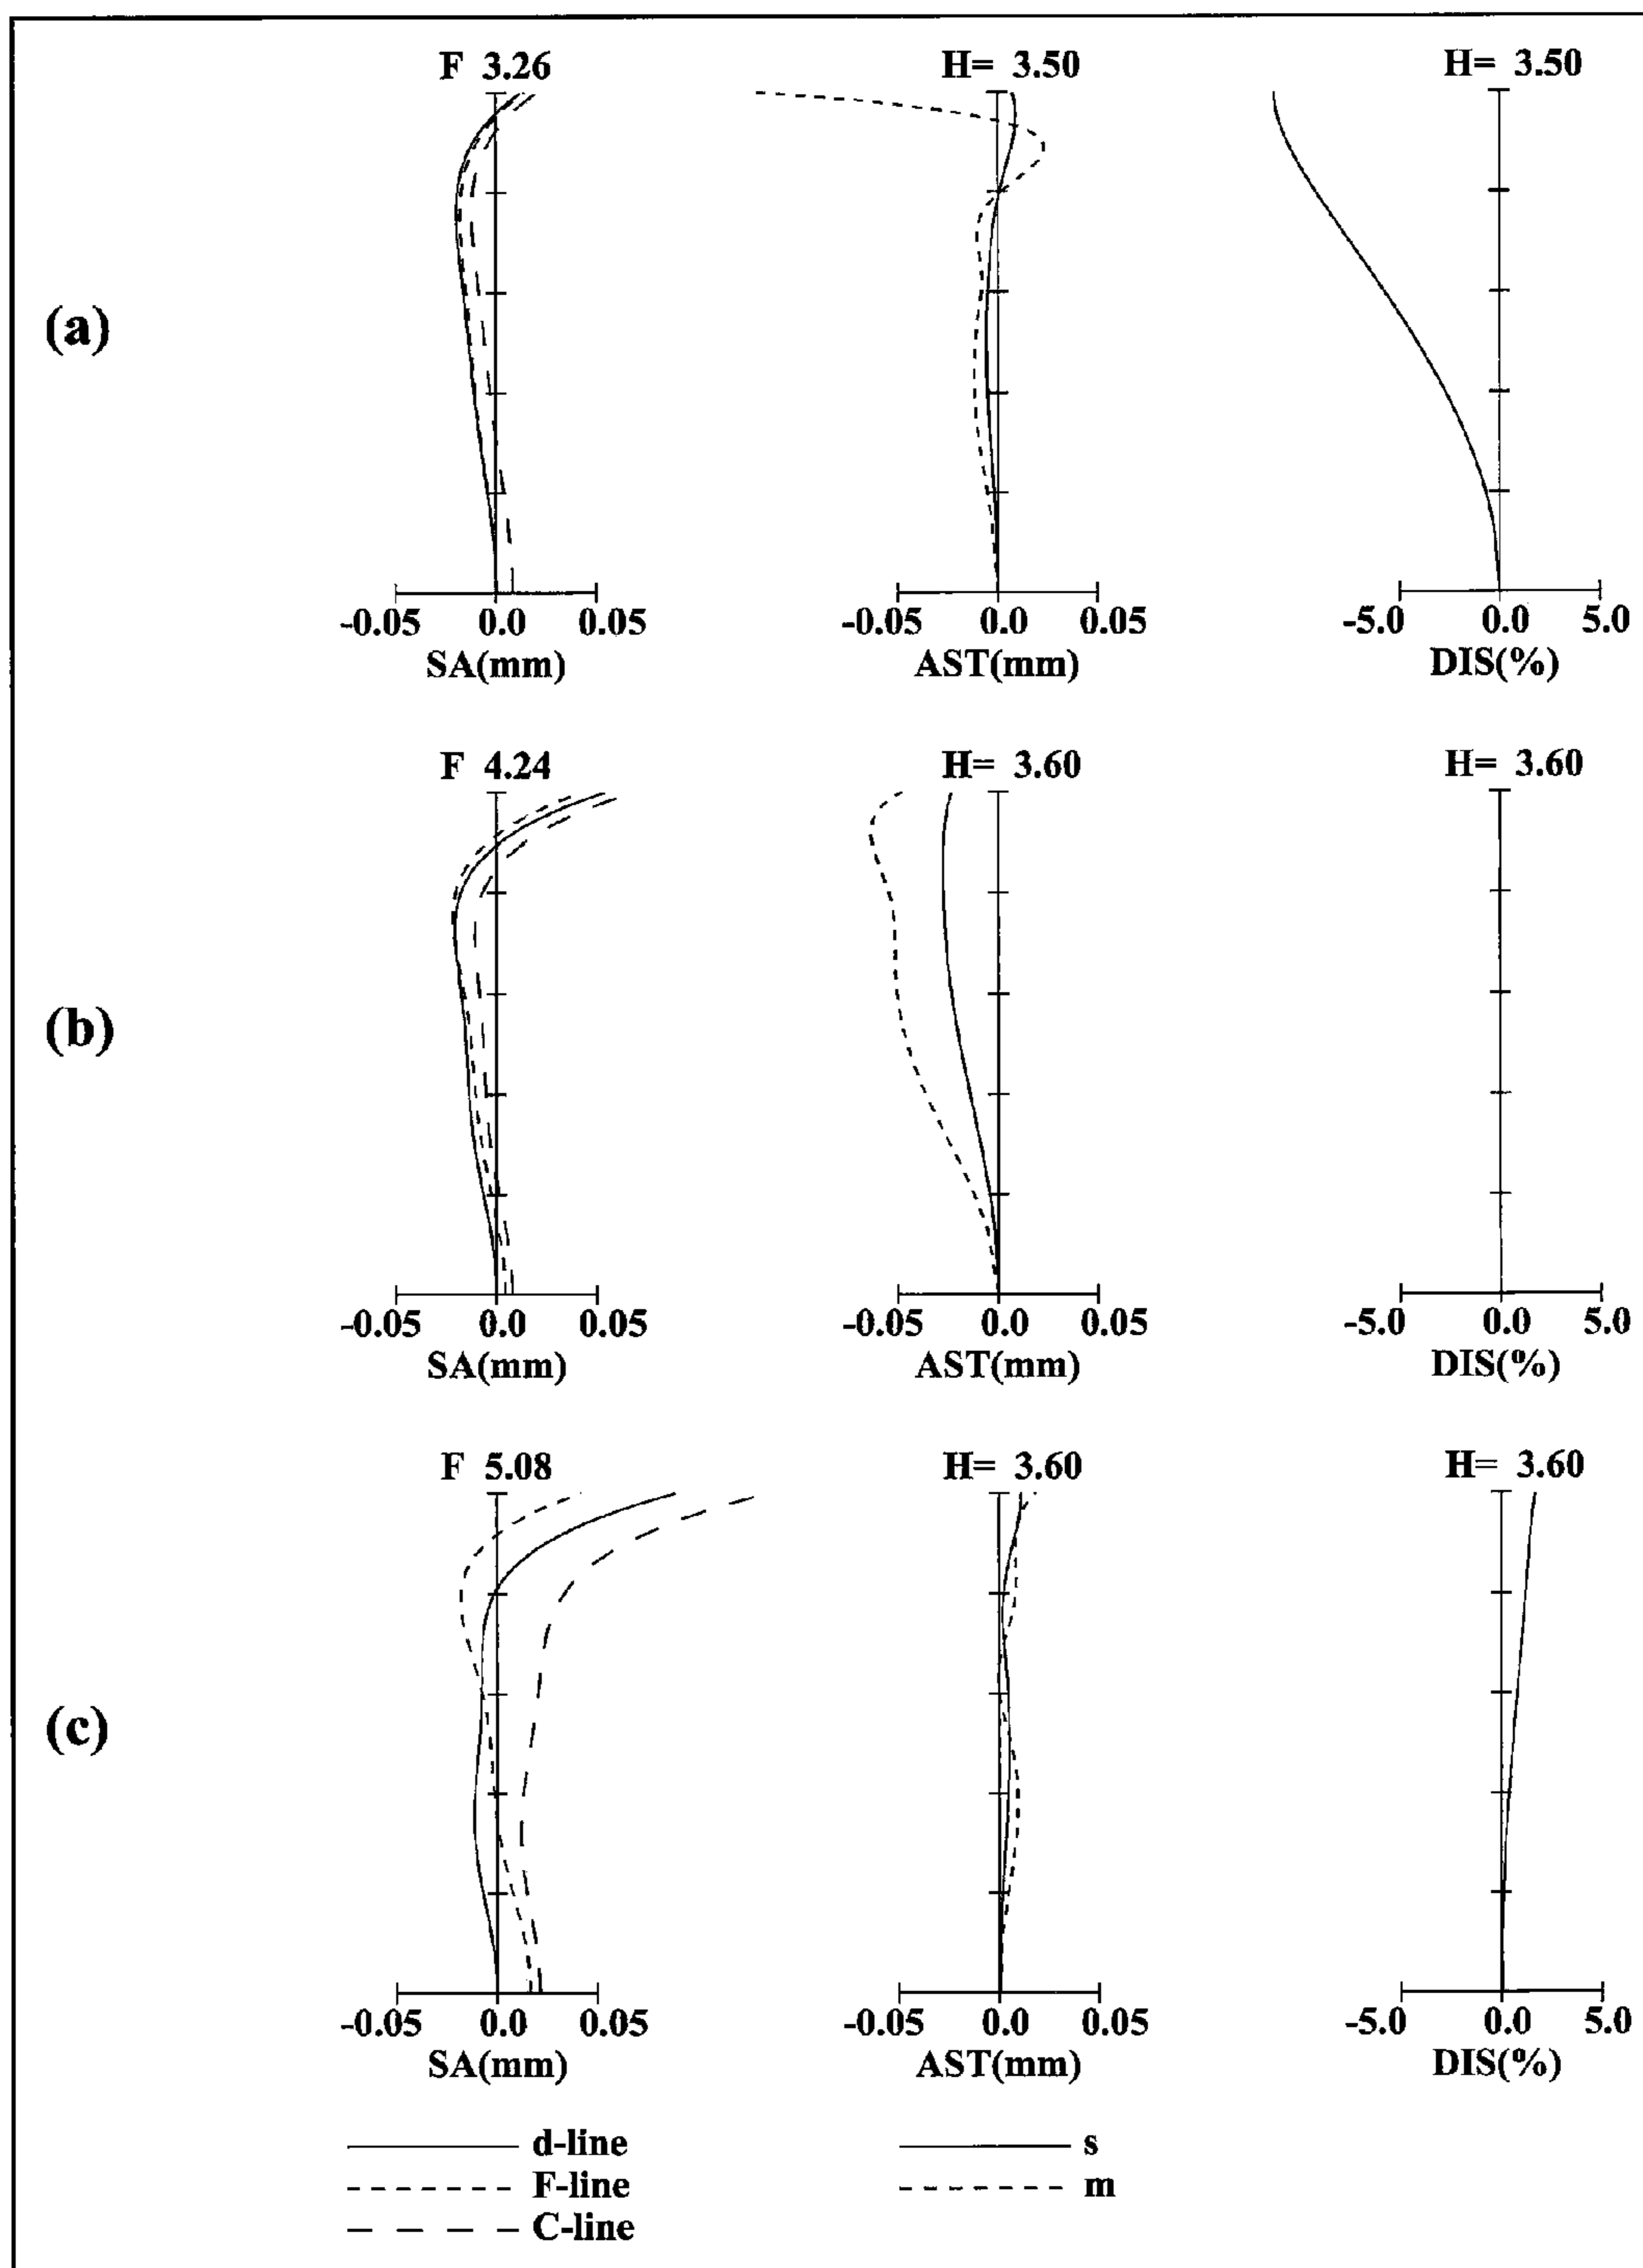 F 3.26 H= 3.50 H= 3.50
(a)
-0.05 0.0 0.05 -0.05 0.0 0.05 -5.0 0.0 5.0
SA(mm) AST(mm) DIS(%)
F 4.24 H= 3.60 H= 3.60
(b)
-0.05 0.0 0.05 -0.05 0.0 0.05 -5.0 0.0 5.0
SA(mm) AST(mm) DIS(%)
F 5.08 H= 3.60 H= 3.60
(c)
-0.05 0.0 0.05 -0.05 0.0 0.05 -5.0 0.0 5.0
SA(mm) AST(mm) DIS(%)
d-line s
F-line m
C-line